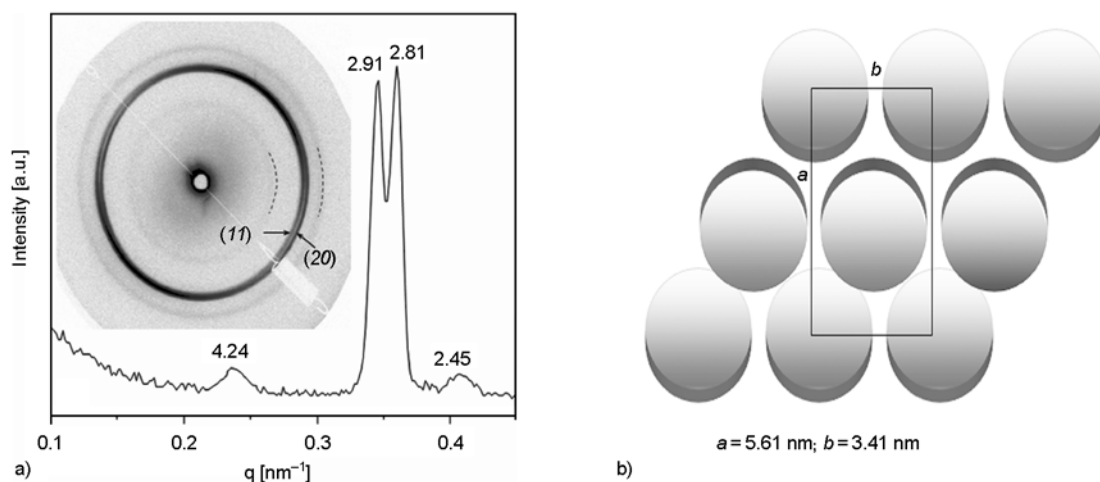 2.91
2.81
b
a
(11)
(20)
4.24
2.45
Intensity [a.u.]
0.1
0.2
0.3
0.4
q [nm⁻¹]
a)
a = 5.61 nm; b = 3.41 nm
b)